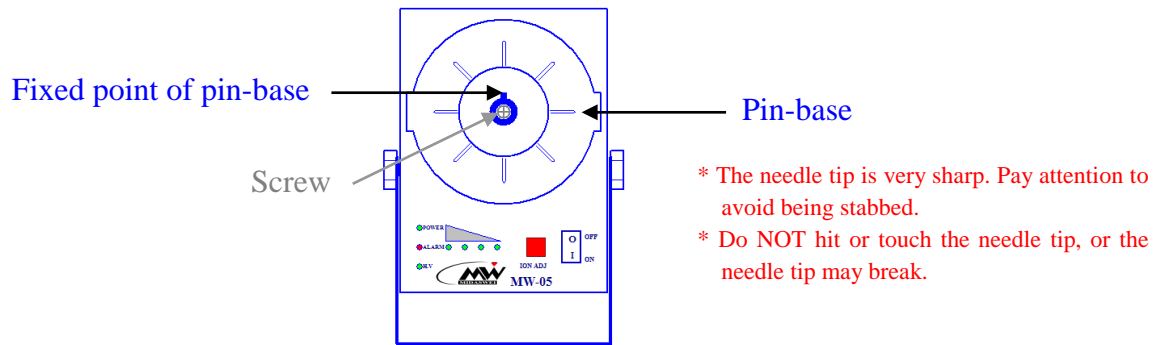 Fixed point of pin-base
Pin-base
Screw
* The needle tip is very sharp. Pay attention to
avoid being stabbed.
* Do NOT hit or touch the needle tip, or the
needle tip may break.
POWER
ALARM
H.V
O OFF
I ON
ION ADJ
MW
MIDASWEI
MW-05